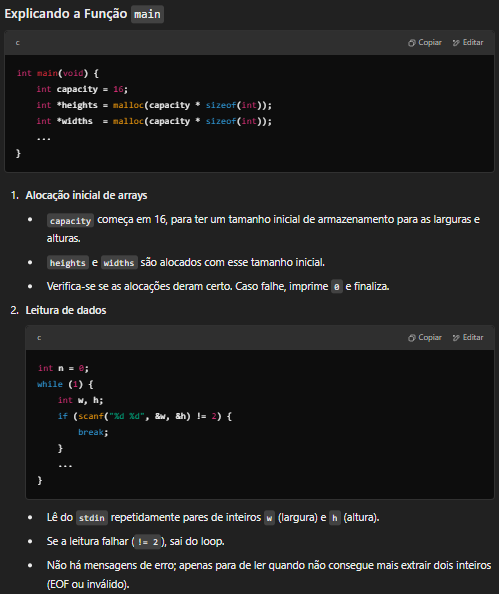 Explicando a Função main
c Copiar Editar
int main(void) {
    int capacity = 16;
    int *heights = malloc(capacity * sizeof(int));
    int *widths  = malloc(capacity * sizeof(int));
    ...
}
1. Alocação inicial de arrays
• capacity começa em 16, para ter um tamanho inicial de armazenamento para as larguras e
alturas.
• heights e widths são alocados com esse tamanho inicial.
• Verifica-se se as alocações deram certo. Caso falhe, imprime 0 e finaliza.
2. Leitura de dados
c Copiar Editar
int n = 0;
while (1) {
    int w, h;
    if (scanf("%d %d", &w, &h) != 2) {
        break;
    }
    ...
}
• Lê do stdin repetidamente pares de inteiros w (largura) e h (altura).
• Se a leitura falhar (!= 2), sai do loop.
• Não há mensagens de erro; apenas para de ler quando não consegue mais extrair dois inteiros
(EOF ou inválido).